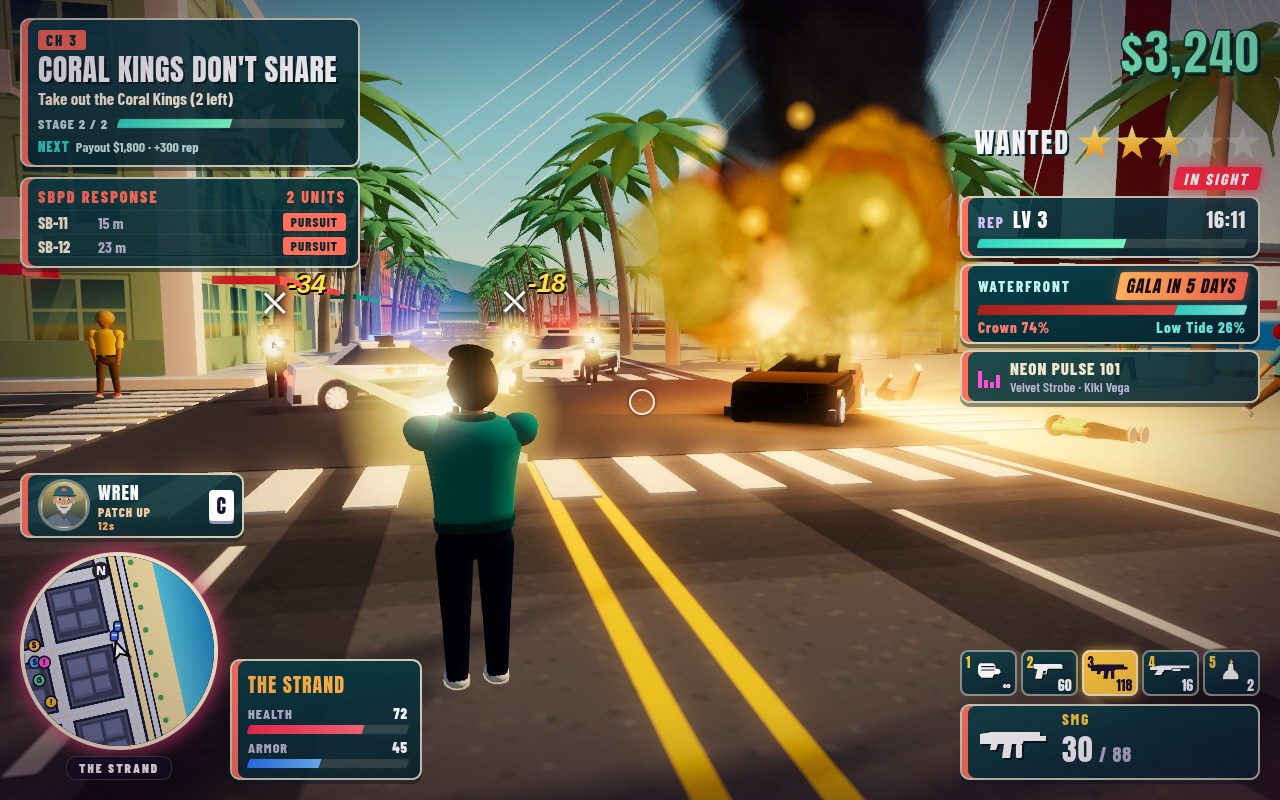 CH 3
CORAL KINGS DON'T SHARE
Take out the Coral Kings (2 left)
STAGE 2 / 2
NEXT Payout $1,800 · +300 rep
SBPD RESPONSE 2 UNITS
SB-11 15 m PURSUIT
SB-12 23 m PURSUIT
$3,240
WANTED
IN SIGHT
REP LV 3 16:11
WATERFRONT GALA IN 5 DAYS
Crown 74% Low Tide 26%
NEON PULSE 101
Velvet Strobe · Kiki Vega
-34
-18
SBPD
WREN
PATCH UP
12s
C
N
S
S
!
G
!
THE STRAND
THE STRAND
HEALTH 72
ARMOR 45
1 ∞
2 60
3 118
4 16
5 2
SMG
30 / 88